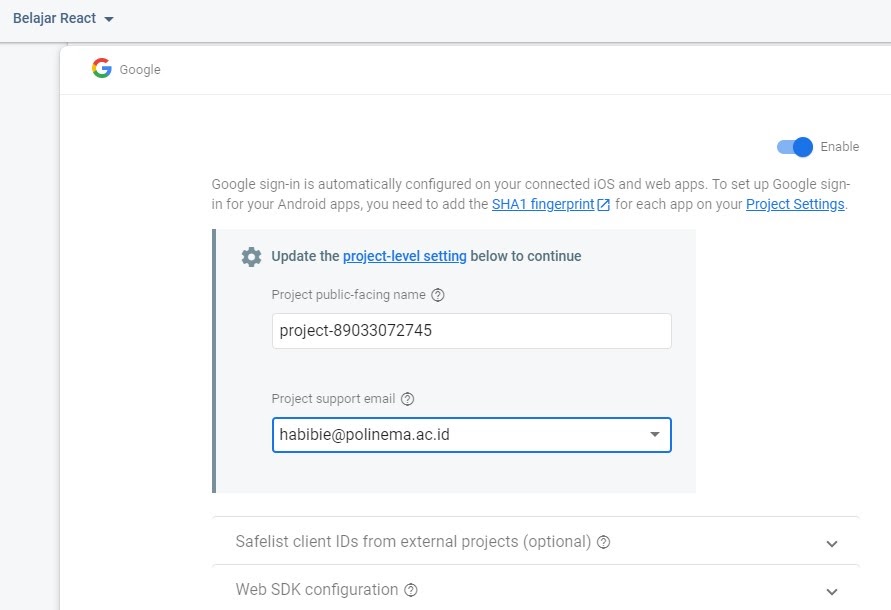 Belajar React
Google
Enable
Google sign-in is automatically configured on your connected iOS and web apps. To set up Google sign-
in for your Android apps, you need to add the SHA1 fingerprint for each app on your Project Settings.
Update the project-level setting below to continue
Project public-facing name
project-89033072745
Project support email
habibie@polinema.ac.id
Safelist client IDs from external projects (optional)
Web SDK configuration